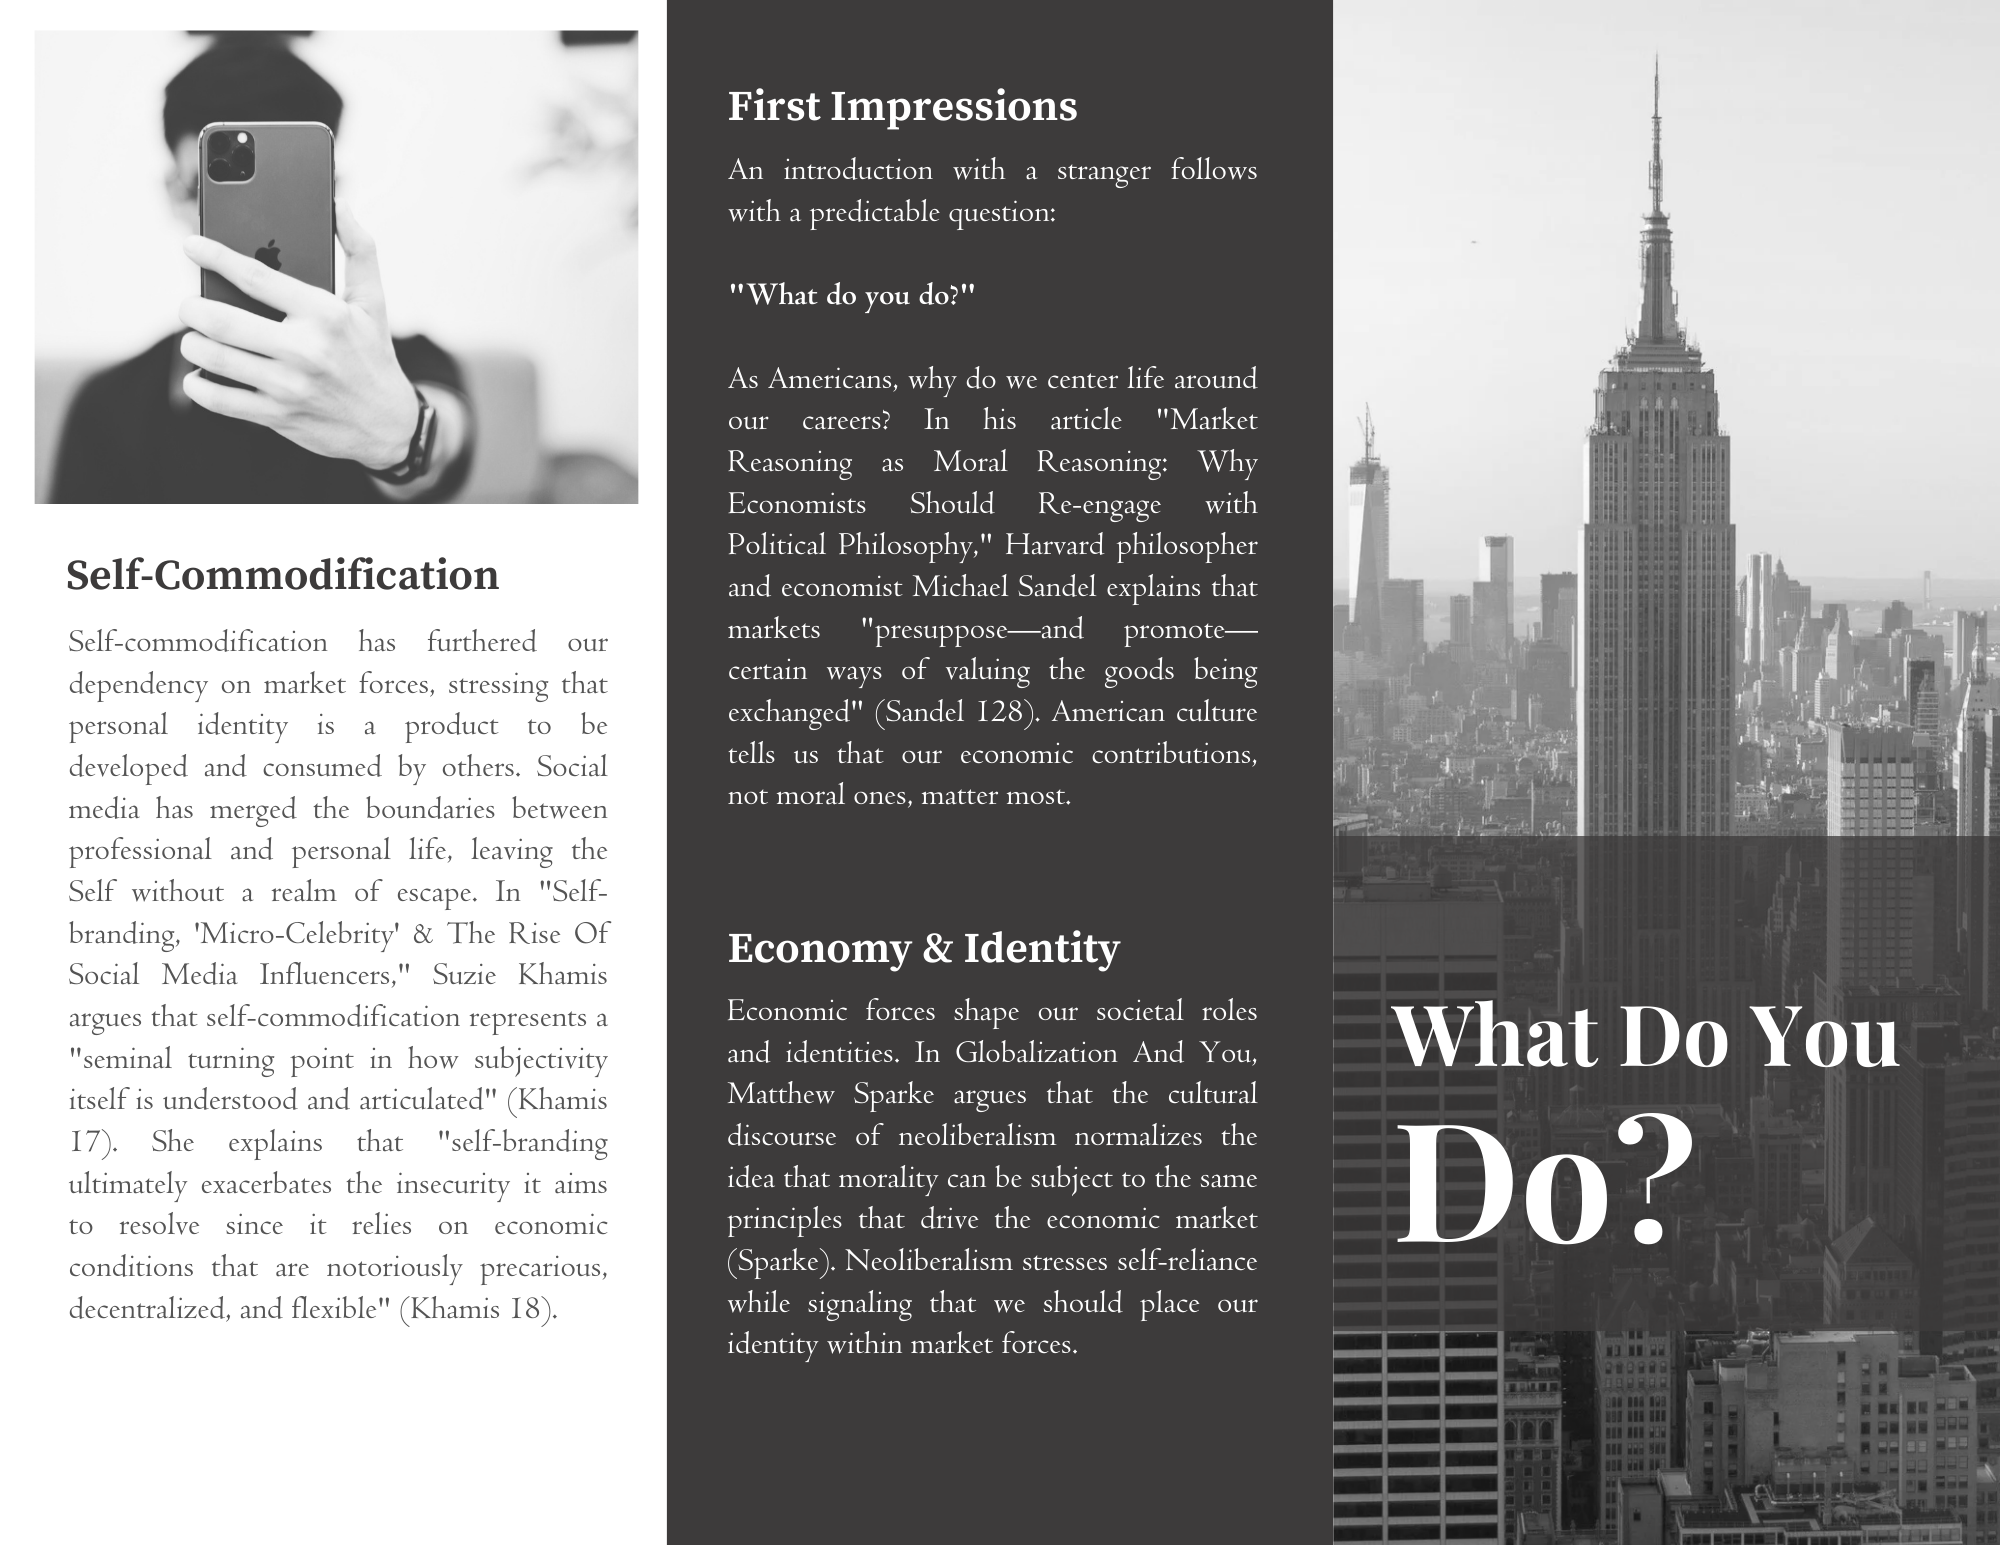 Self-Commodification
Self-commodification has furthered our
dependency on market forces, stressing that
personal identity is a product to be
developed and consumed by others. Social
media has merged the boundaries between
professional and personal life, leaving the
Self without a realm of escape. In "Self-
branding, 'Micro-Celebrity' & The Rise Of
Social Media Influencers," Suzie Khamis
argues that self-commodification represents a
"seminal turning point in how subjectivity
itself is understood and articulated" (Khamis
17). She explains that "self-branding
ultimately exacerbates the insecurity it aims
to resolve since it relies on economic
conditions that are notoriously precarious,
decentralized, and flexible" (Khamis 18).
First Impressions
An introduction with a stranger follows
with a predictable question:
"What do you do?"
As Americans, why do we center life around
our careers? In his article "Market
Reasoning as Moral Reasoning: Why
Economists Should Re-engage with
Political Philosophy," Harvard philosopher
and economist Michael Sandel explains that
markets "presuppose—and promote—
certain ways of valuing the goods being
exchanged" (Sandel 128). American culture
tells us that our economic contributions,
not moral ones, matter most.
Economy & Identity
Economic forces shape our societal roles
and identities. In Globalization And You,
Matthew Sparke argues that the cultural
discourse of neoliberalism normalizes the
idea that morality can be subject to the same
principles that drive the economic market
(Sparke). Neoliberalism stresses self-reliance
while signaling that we should place our
identity within market forces.
What Do You
Do?